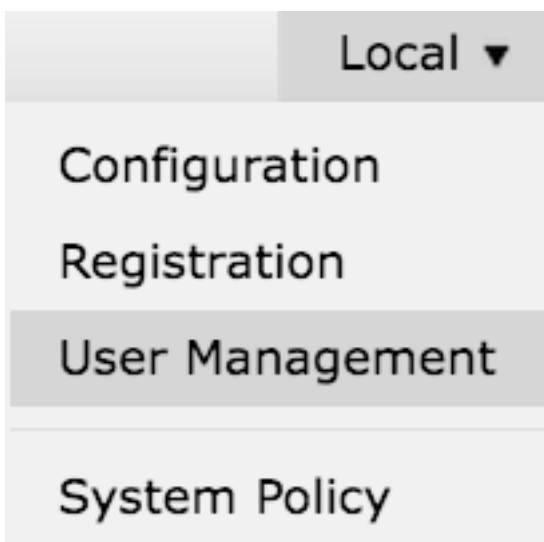 Local ▼
Configuration
Registration
User Management
System Policy